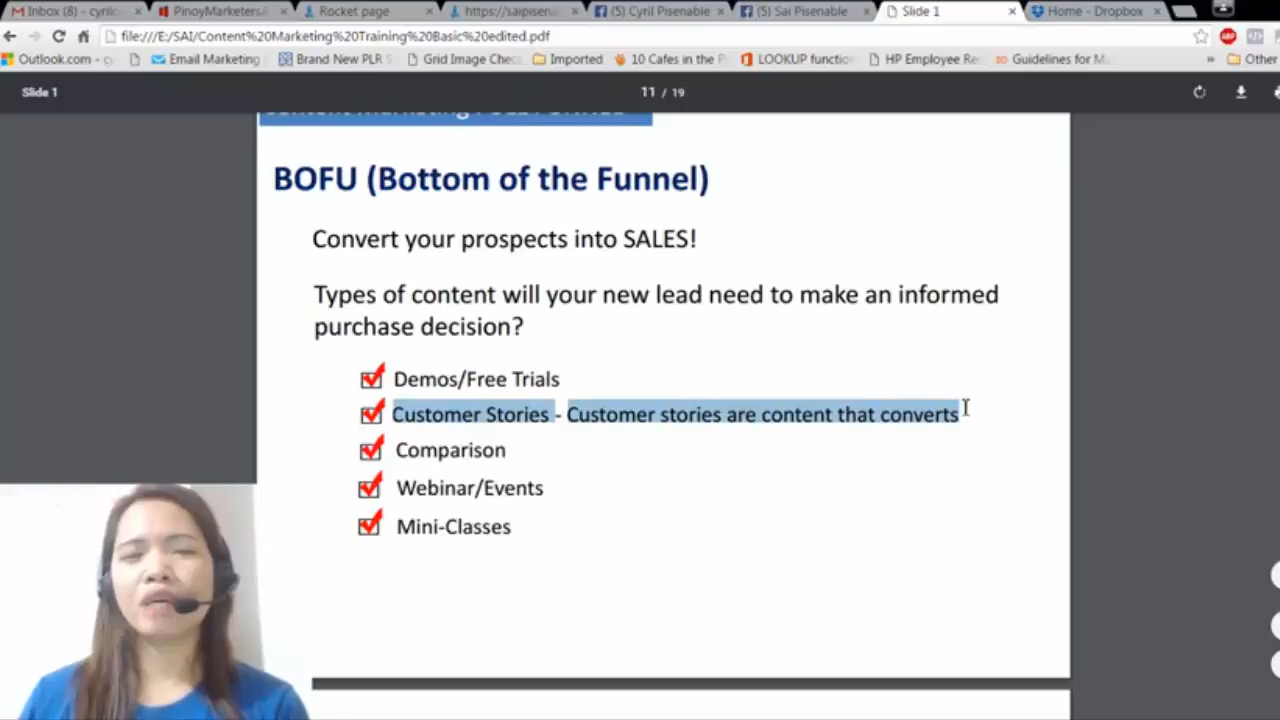 Inbox (8) - cyril
PinoyMarketers
Rocket page
https://saipisena
(5) Cyril Pisenable
(5) Sai Pisenable
Slide 1
Home - Dropbox
file:///E:/SAI/Content%20Marketing%20Training%20Basic%20edited.pdf
Outlook.com - cy
Email Marketing
Brand New PLR S
Grid Image Chec
Imported
10 Cafes in the P
LOOKUP functio
HP Employee Re
Guidelines for M
»
Other
Slide 1
11 / 19
BOFU (Bottom of the Funnel)
Convert your prospects into SALES!
Types of content will your new lead need to make an informed
purchase decision?
Demos/Free Trials
Customer Stories - Customer stories are content that converts
Comparison
Webinar/Events
Mini-Classes